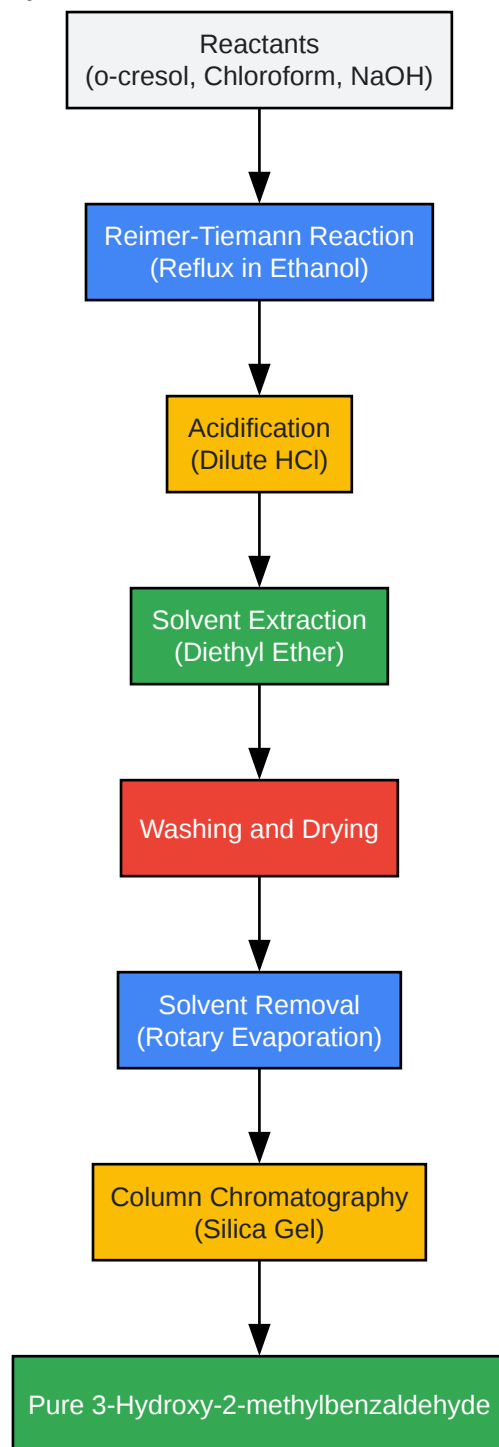 Reactants
(o-cresol, Chloroform, NaOH)
Reimer-Tiemann Reaction
(Reflux in Ethanol)
Acidification
(Dilute HCl)
Solvent Extraction
(Diethyl Ether)
Washing and Drying
Solvent Removal
(Rotary Evaporation)
Column Chromatography
(Silica Gel)
Pure 3-Hydroxy-2-methylbenzaldehyde